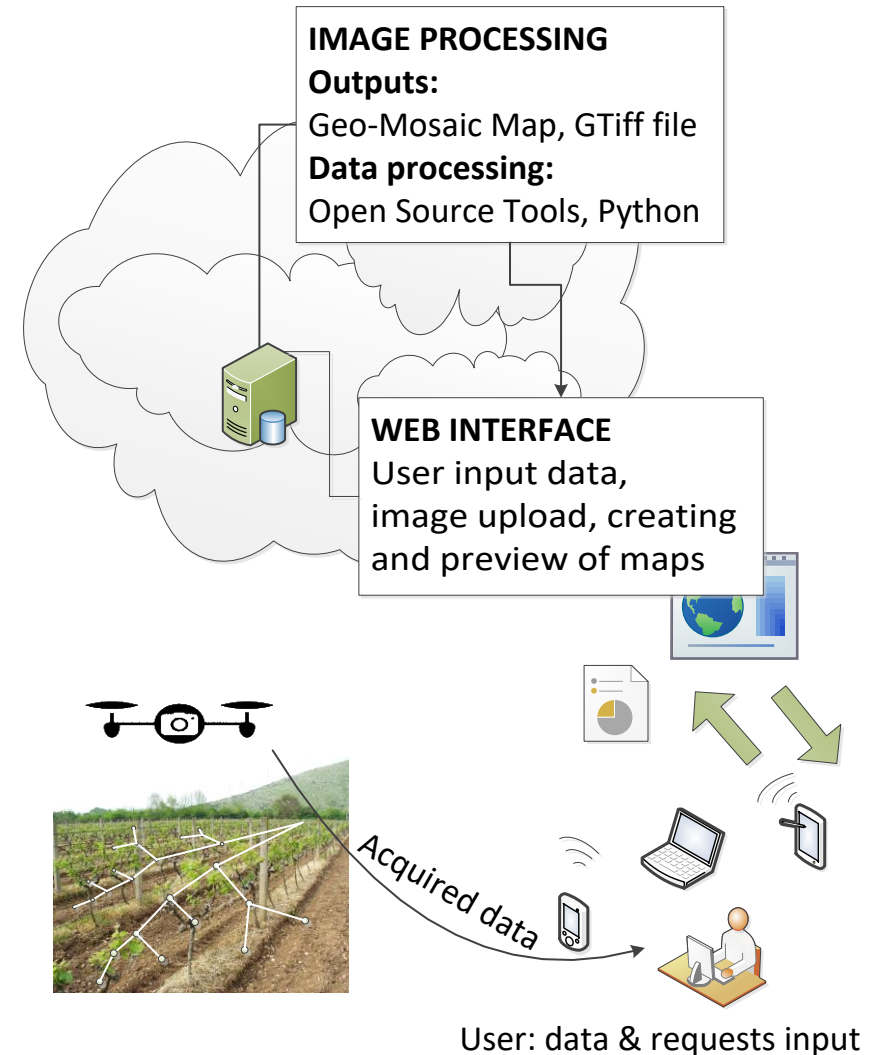 IMAGE PROCESSING
Outputs:
Geo-Mosaic Map, GTiff file
Data processing:
Open Source Tools, Python
WEB INTERFACE
User input data,
image upload, creating
and preview of maps
Acquired data
User: data & requests input